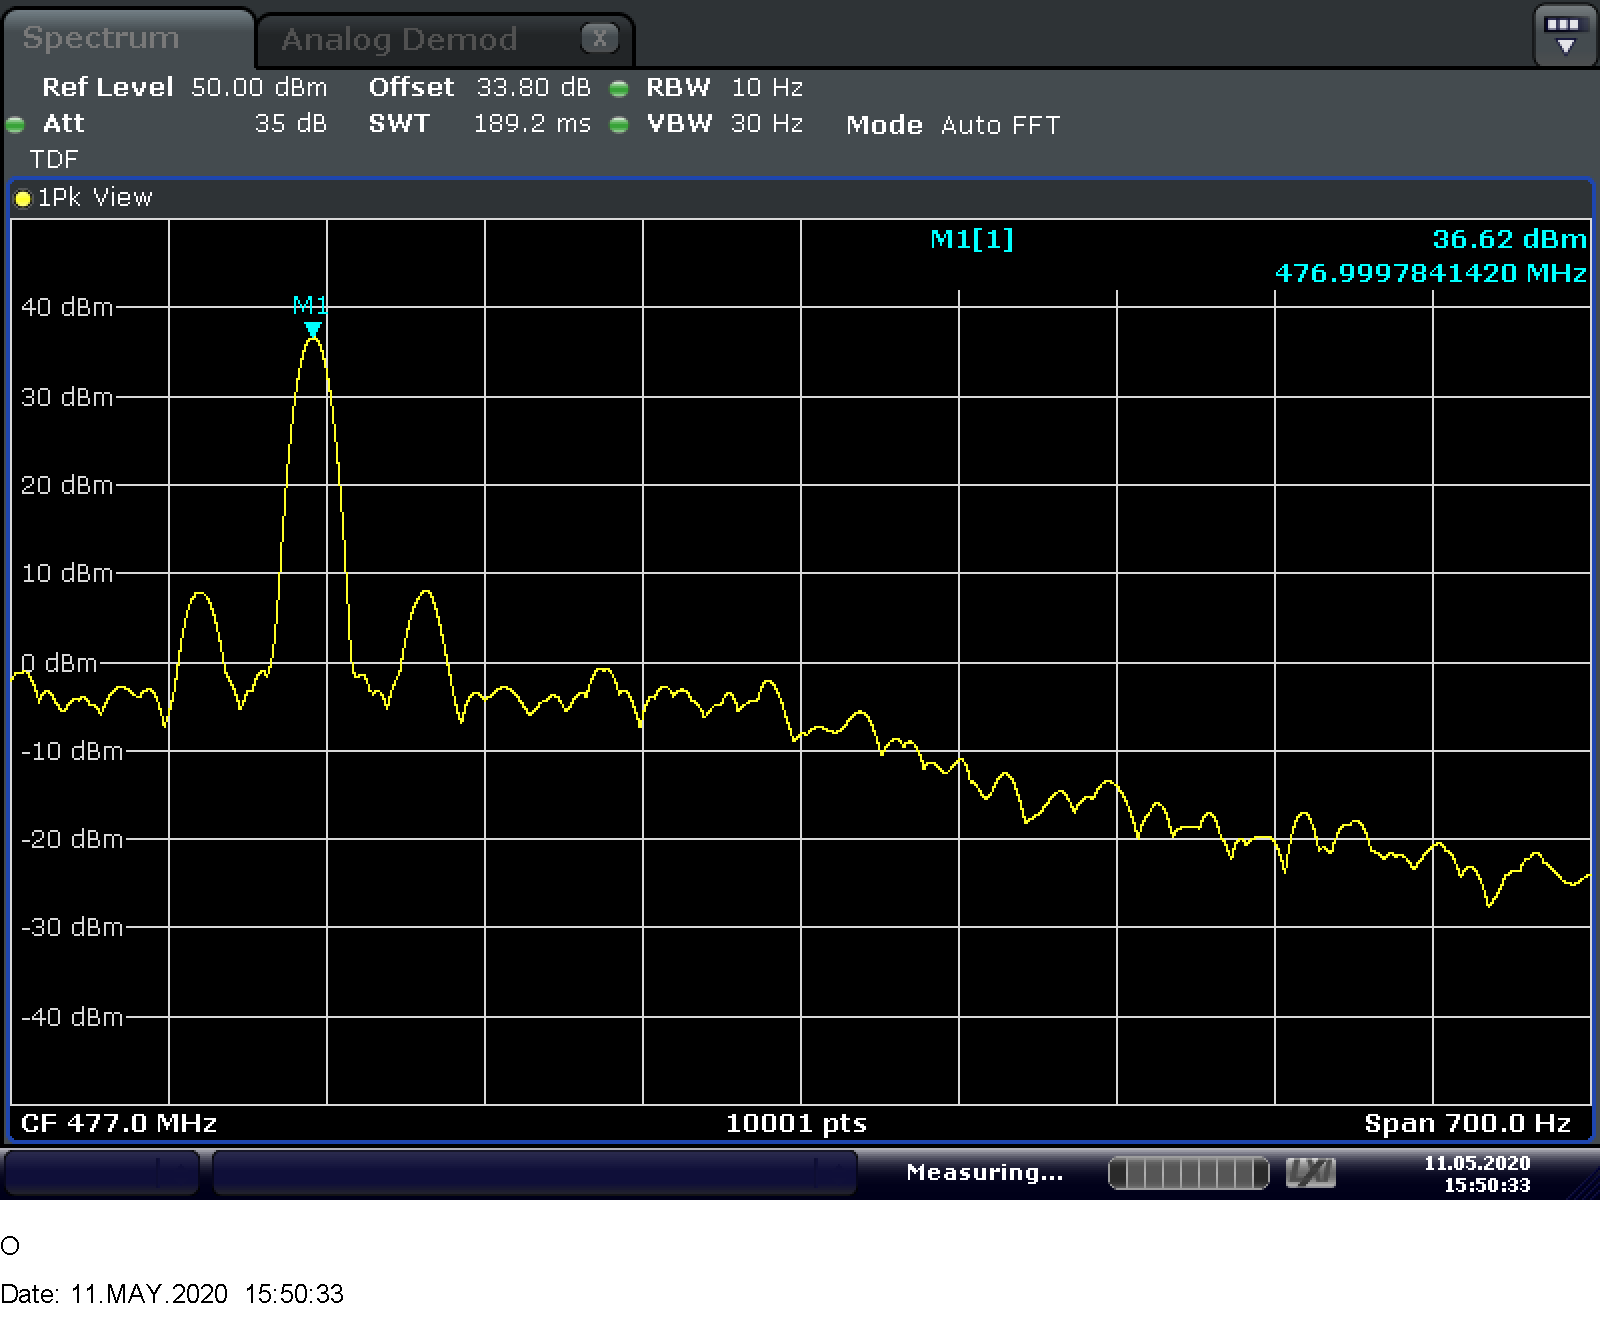 Spectrum
Analog Demod X
Ref Level 50.00 dBm Offset 33.80 dB RBW 10 Hz
Att 35 dB SWT 189.2 ms VBW 30 Hz Mode Auto FFT
TDF
1Pk View
M1[1] 36.62 dBm
476.9997841420 MHz
M1
40 dBm
30 dBm
20 dBm
10 dBm
0 dBm
-10 dBm
-20 dBm
-30 dBm
-40 dBm
CF 477.0 MHz 10001 pts Span 700.0 Hz
Measuring... LXI 11.05.2020
15:50:33
O
Date: 11.MAY.2020 15:50:33